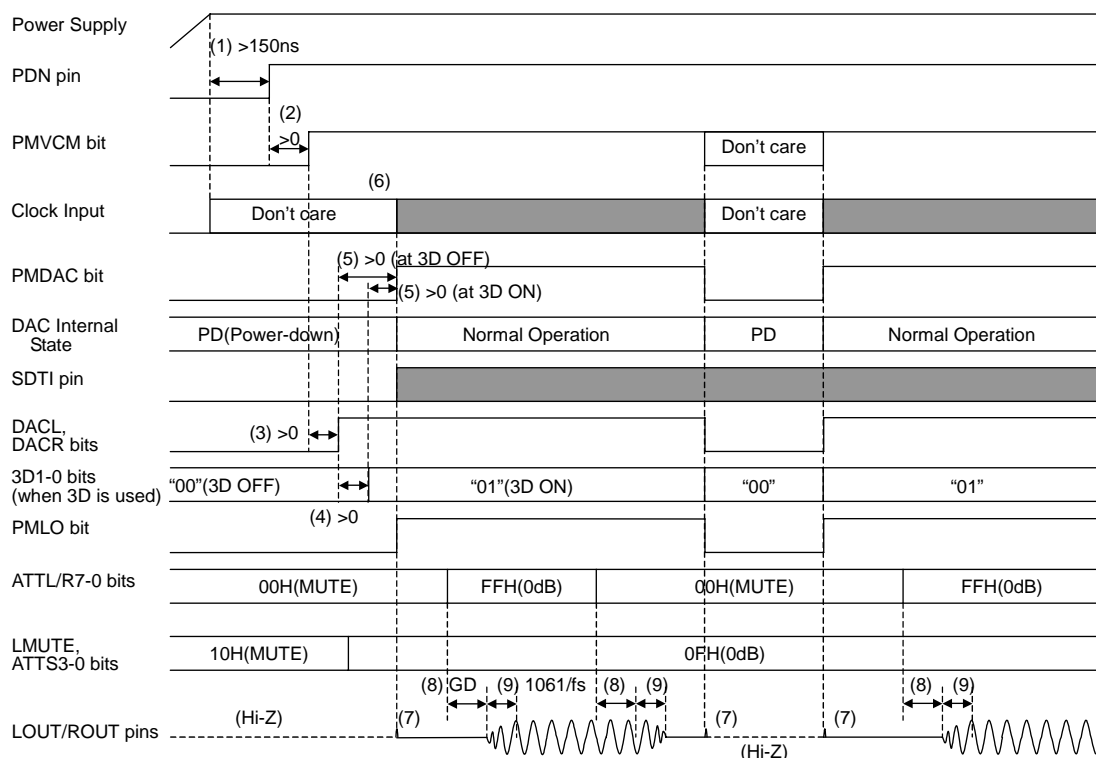 Power Supply
(1) >150ns
PDN pin
(2)
>0
PMVCM bit
Don't care
(6)
Clock Input
Don't care
Don't care
(5) >0 (at 3D OFF)
PMDAC bit
(5) >0 (at 3D ON)
DAC Internal
State
PD(Power-down)
Normal Operation
PD
Normal Operation
SDTI pin
DACL,
DACR bits
(3) >0
3D1-0 bits
(when 3D is used)
“00”(3D OFF)
“01”(3D ON)
“00”
“01”
(4) >0
PMLO bit
ATTL/R7-0 bits
00H(MUTE)
FFH(0dB)
00H(MUTE)
FFH(0dB)
LMUTE,
ATTS3-0 bits
10H(MUTE)
0FH(0dB)
(8) GD
(9)
1061/fs
(8)
(9)
(8)
(9)
LOUT/ROUT pins
(Hi-Z)
(7)
(7)
(7)
(Hi-Z)